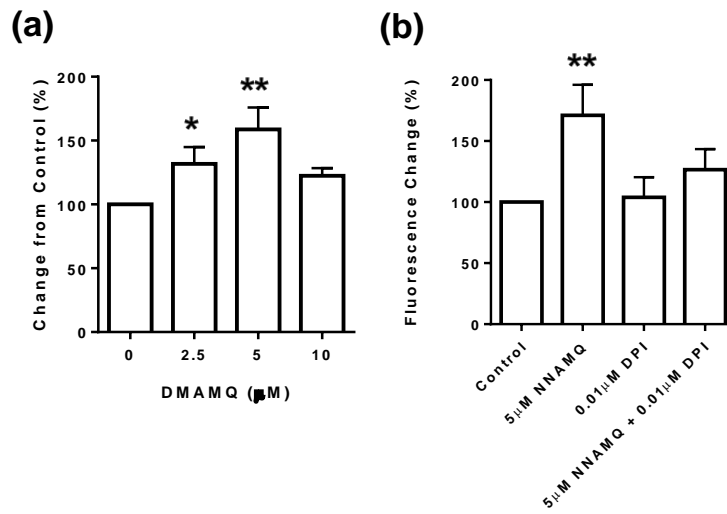 (a)
Change from Control (%)
200
150
100
50
0
*
**
0 2.5 5 10
DMAMQ (μM)
(b)
Fluorescence Change (%)
200
150
100
50
0
**
Control
5μM NNAMQ
0.01μM DPI
5μM NNAMQ + 0.01μM DPI